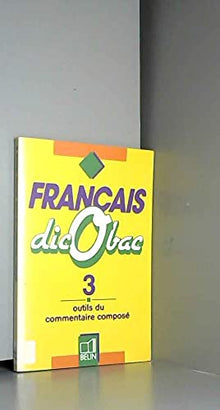 FRANÇAIS
dicObac
3
outils du
commentaire composé
BELIN